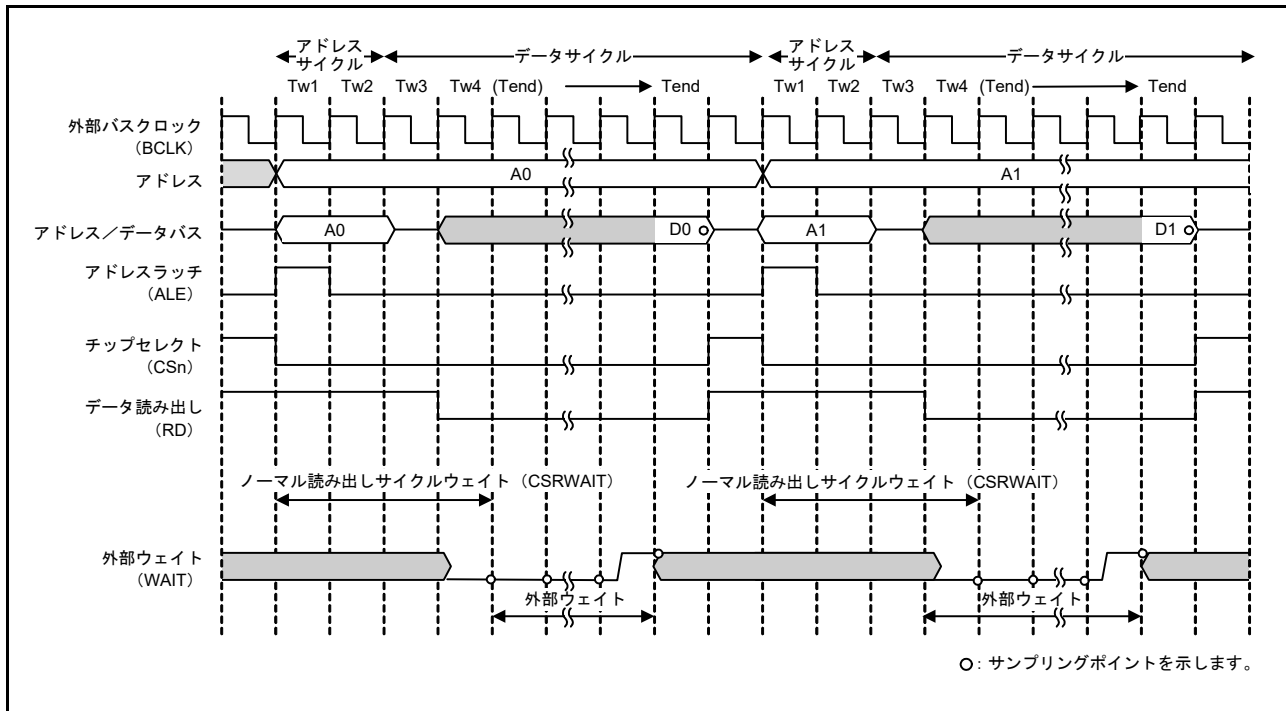 アドレス
サイクル
データサイクル
アドレス
サイクル
データサイクル
Tw1 Tw2 Tw3 Tw4 (Tend) Tend Tw1 Tw2 Tw3 Tw4 (Tend) Tend
外部バスクロック
(BCLK)
アドレス
A0 A1
アドレス/データバス
A0 D0 A1 D1
アドレスラッチ
(ALE)
チップセレクト
(CSn)
データ読み出し
(RD)
ノーマル読み出しサイクルウェイト(CSRWAIT) ノーマル読み出しサイクルウェイト(CSRWAIT)
外部ウェイト
(WAIT)
外部ウェイト 外部ウェイト
○:サンプリングポイントを示します。